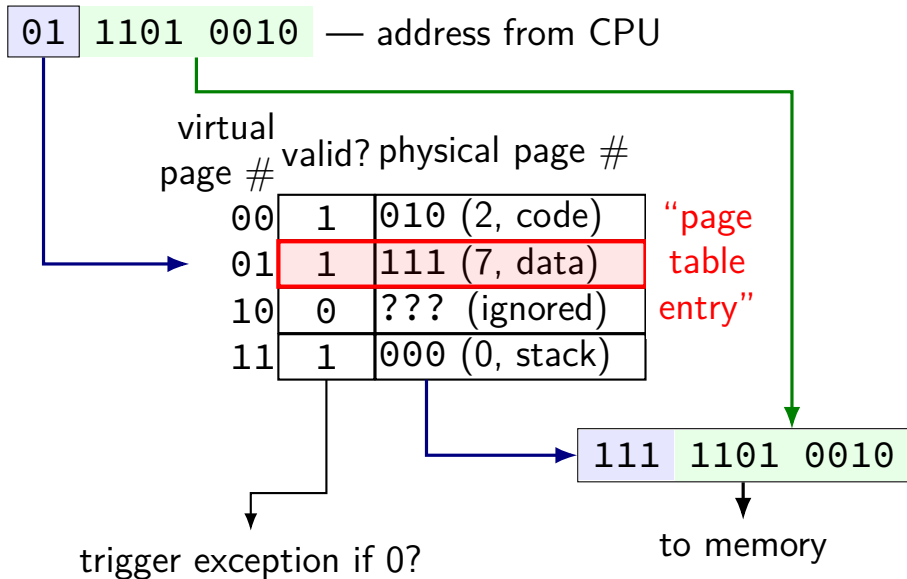 01 1101 0010 — address from CPU
virtual
page #
valid? physical page #
00 1 010 (2, code)
01 1 111 (7, data)
10 0 ??? (ignored)
11 1 000 (0, stack)
“page
table
entry”
111 1101 0010
trigger exception if 0?
to memory